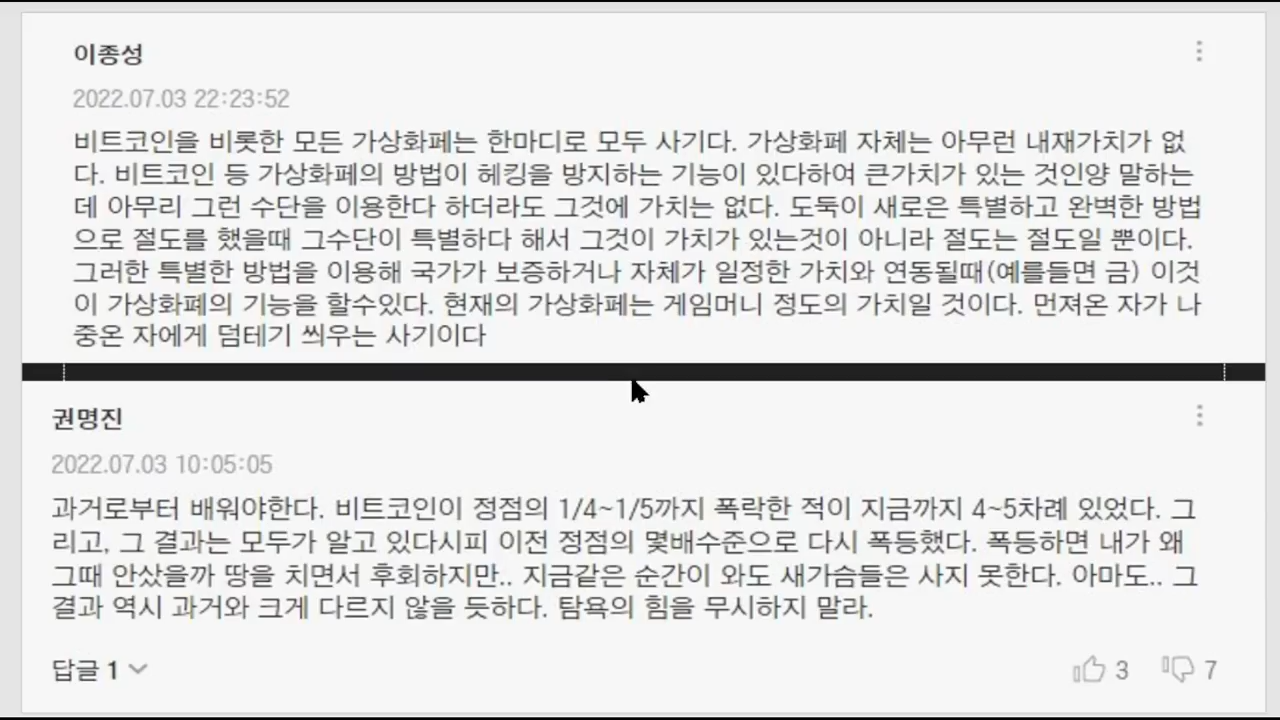 이종성
2022.07.03 22:23:52
비트코인을 비롯한 모든 가상화페는 한마디로 모두 사기다. 가상화페 자체는 아무런 내재가치가 없
다. 비트코인 등 가상화페의 방법이 헤킹을 방지하는 기능이 있다하여 큰가치가 있는 것인양 말하는
데 아무리 그런 수단을 이용한다 하더라도 그것에 가치는 없다. 도둑이 새로은 특별하고 완벽한 방법
으로 절도를 했을때 그수단이 특별하다 해서 그것이 가치가 있는것이 아니라 절도는 절도일 뿐이다.
그러한 특별한 방법을 이용해 국가가 보증하거나 자체가 일정한 가치와 연동될때(예를들면 금) 이것
이 가상화폐의 기능을 할수있다. 현재의 가상화페는 게임머니 정도의 가치일 것이다. 먼져온 자가 나
중온 자에게 덤테기 씌우는 사기이다
권명진
2022.07.03 10:05:05
과거로부터 배워야한다. 비트코인이 정점의 1/4~1/5까지 폭락한 적이 지금까지 4~5차례 있었다. 그
리고, 그 결과는 모두가 알고 있다시피 이전 정점의 몇배수준으로 다시 폭등했다. 폭등하면 내가 왜
그때 안샀을까 땅을 치면서 후회하지만.. 지금같은 순간이 와도 새가슴들은 사지 못한다. 아마도.. 그
결과 역시 과거와 크게 다르지 않을 듯하다. 탐욕의 힘을 무시하지 말라.
답글 1
3 7